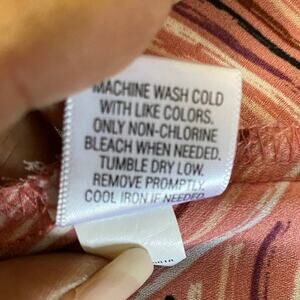 MACHINE WASH COLD
WITH LIKE COLORS.
ONLY NON-CHLORINE
BLEACH WHEN NEEDED.
TUMBLE DRY LOW.
REMOVE PROMPTLY.
COOL IRON IF NEEDED